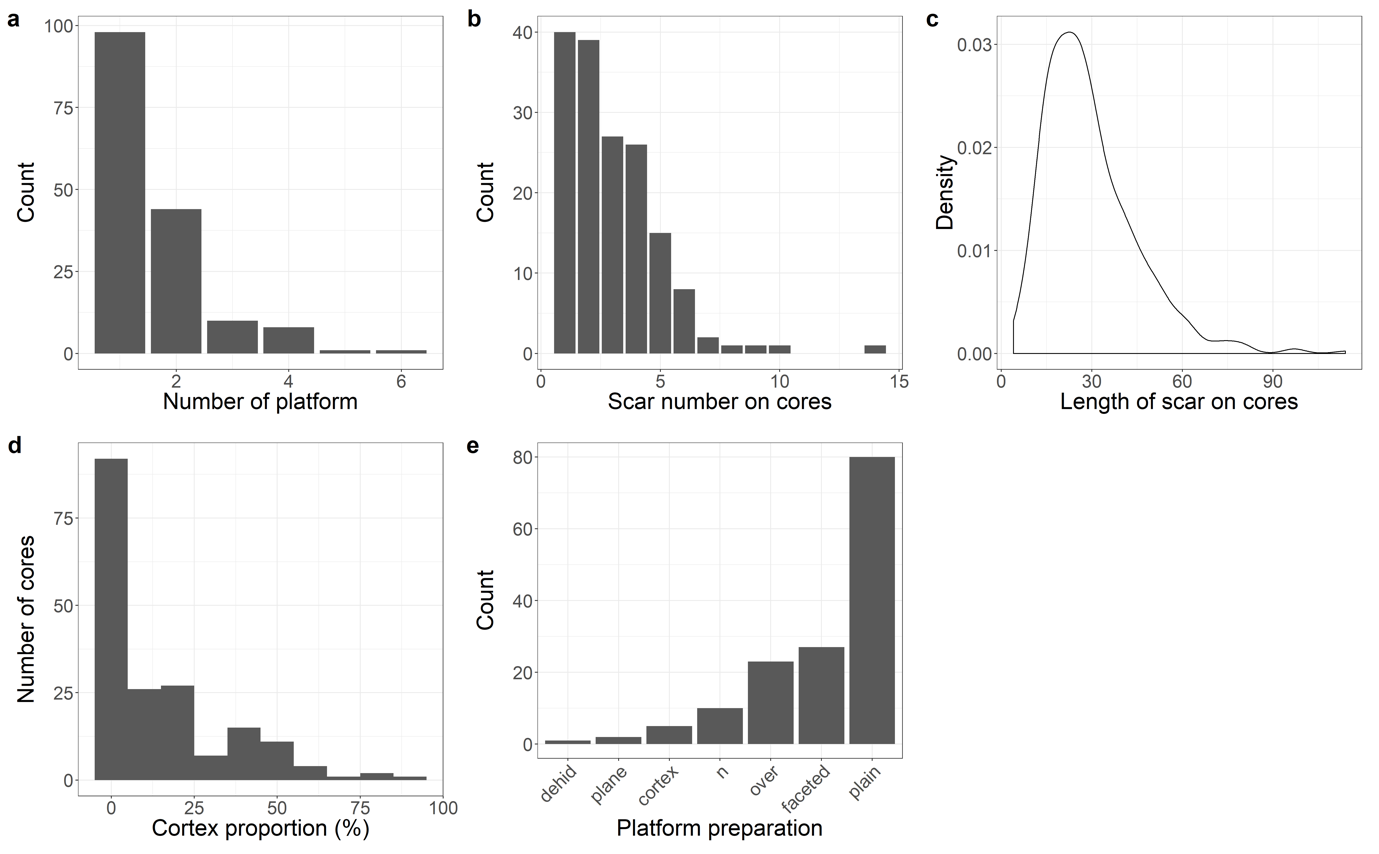 a
100
75
50
25
0
Count
2
4
6
Number of platform
b
40
30
20
10
0
Count
0
5
10
15
Scar number on cores
c
0.03
0.02
0.01
0.00
Density
0
30
60
90
Length of scar on cores
d
75
50
25
0
Number of cores
0
25
50
75
100
Cortex proportion (%)
e
80
60
40
20
0
Count
dehid
plane
cortex
n
over
faceted
plain
Platform preparation